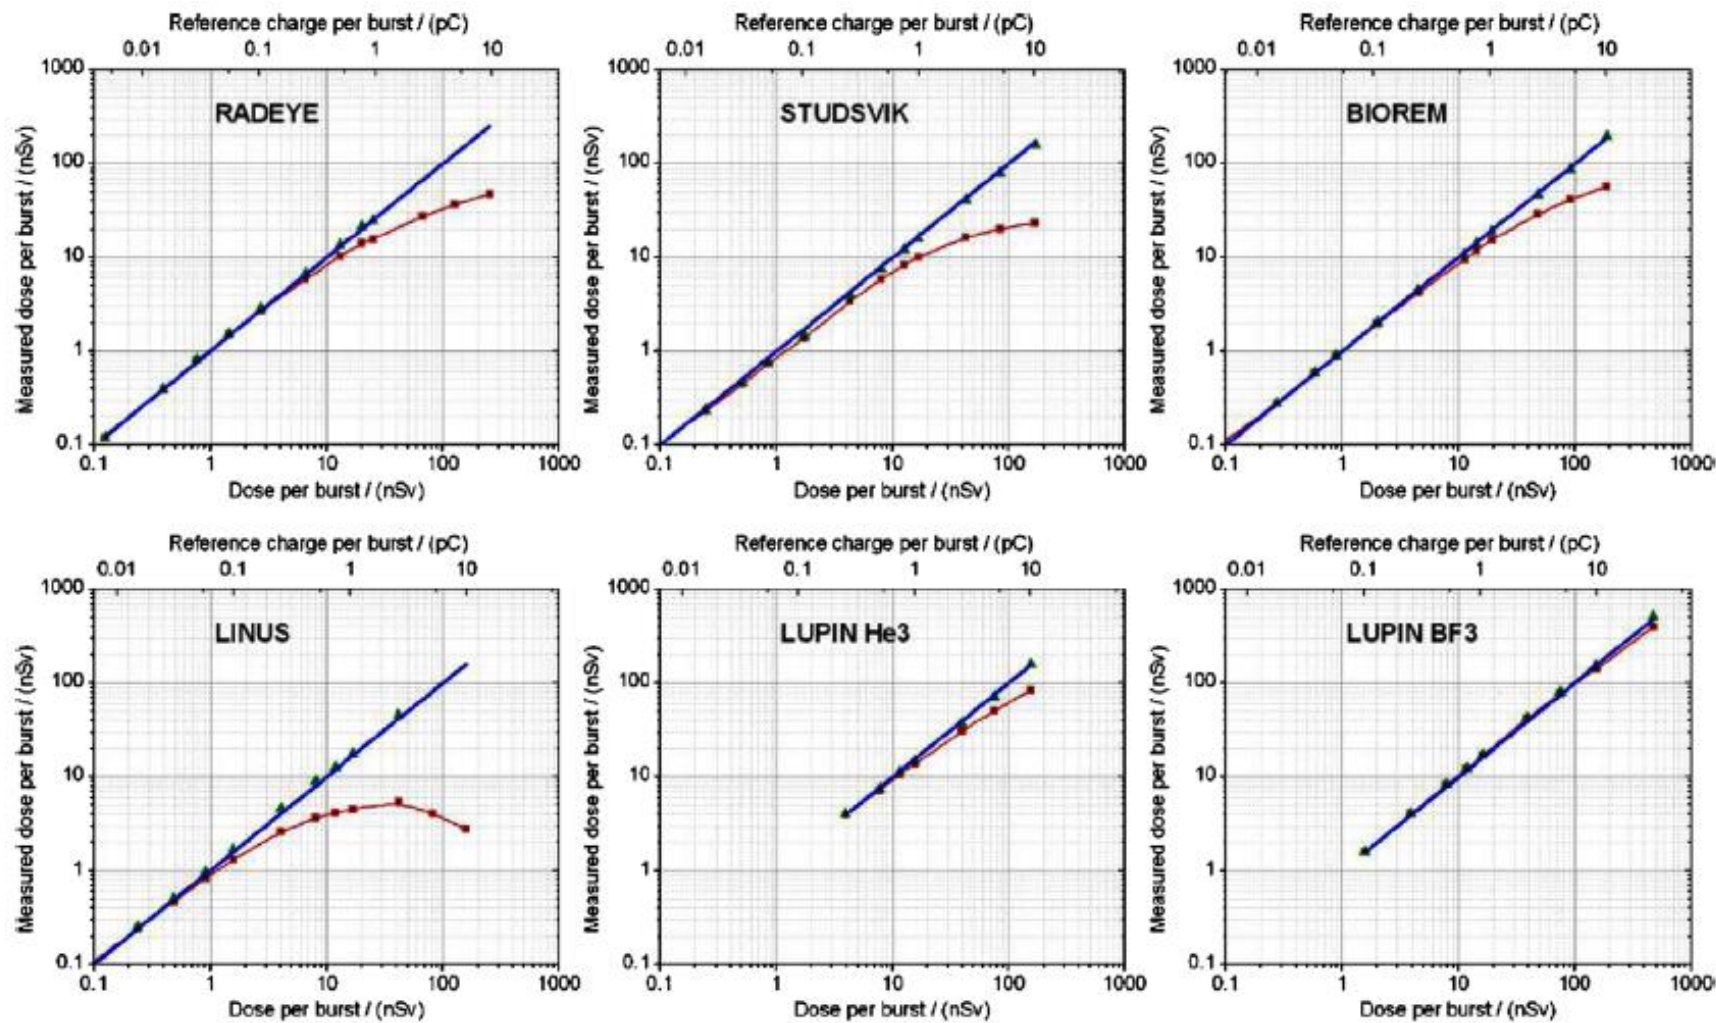 Reference charge per burst / (pC) Reference charge per burst / (pC) Reference charge per burst / (pC)
0.01 0.1 1 10 0.01 0.1 1 10 0.01 0.1 1 10
1000 1000 1000
RADEYE STUDSVIK BIOREM
100 100 100
10 10 10
1 1 1
0.1 0.1 0.1
Measured dose per burst / (nSv) Measured dose per burst / (nSv) Measured dose per burst / (nSv)
0.1 1 10 100 1000 0.1 1 10 100 1000 0.1 1 10 100 1000
Dose per burst / (nSv) Dose per burst / (nSv) Dose per burst / (nSv)
Reference charge per burst / (pC) Reference charge per burst / (pC) Reference charge per burst / (pC)
0.01 0.1 1 10 0.01 0.1 1 10 0.01 0.1 1 10
1000 1000 1000
LINUS LUPIN He3 LUPIN BF3
100 100 100
10 10 10
1 1 1
0.1 0.1 0.1
Measured dose per burst / (nSv) Measured dose per burst / (nSv) Measured dose per burst / (nSv)
0.1 1 10 100 1000 0.1 1 10 100 1000 0.1 1 10 100 1000
Dose per burst / (nSv) Dose per burst / (nSv) Dose per burst / (nSv)